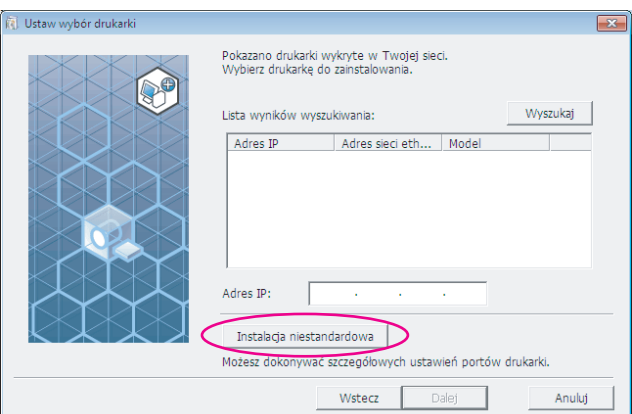 Ustaw wybór drukarki
Pokazano drukarki wykryte w Twojej sieci.
Wybierz drukarkę do zainstalowania.
Lista wyników wyszukiwania:
Wyszukaj
Adres IP
Adres sieci eth...
Model
Adres IP:
Instalacja niestandardowa
Możesz dokonywać szczegółowych ustawień portów drukarki.
Wstecz
Dalej
Anuluj